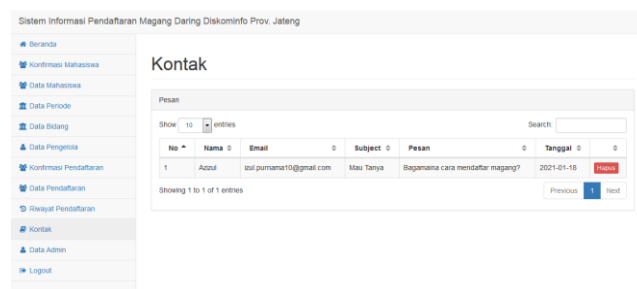 Sistem Informasi Pendaftaran Magang Daring Diskominfo Prov. Jateng
Beranda
Konfirmasi Mahasiswa
Data Mahasiswa
Data Periode
Data Bidang
Data Pengelola
Konfirmasi Pendaftaran
Data Pendaftaran
Riwayat Pendaftaran
Kontak
Data Admin
Logout
Kontak
Pesan
Show 10 entries Search:
No Nama Email Subject Pesan Tanggal
1 Azizul izul.purnama10@gmail.com Mau Tanya Bagamaina cara mendaftar magang? 2021-01-18 Hapus
Showing 1 to 1 of 1 entries Previous 1 Next